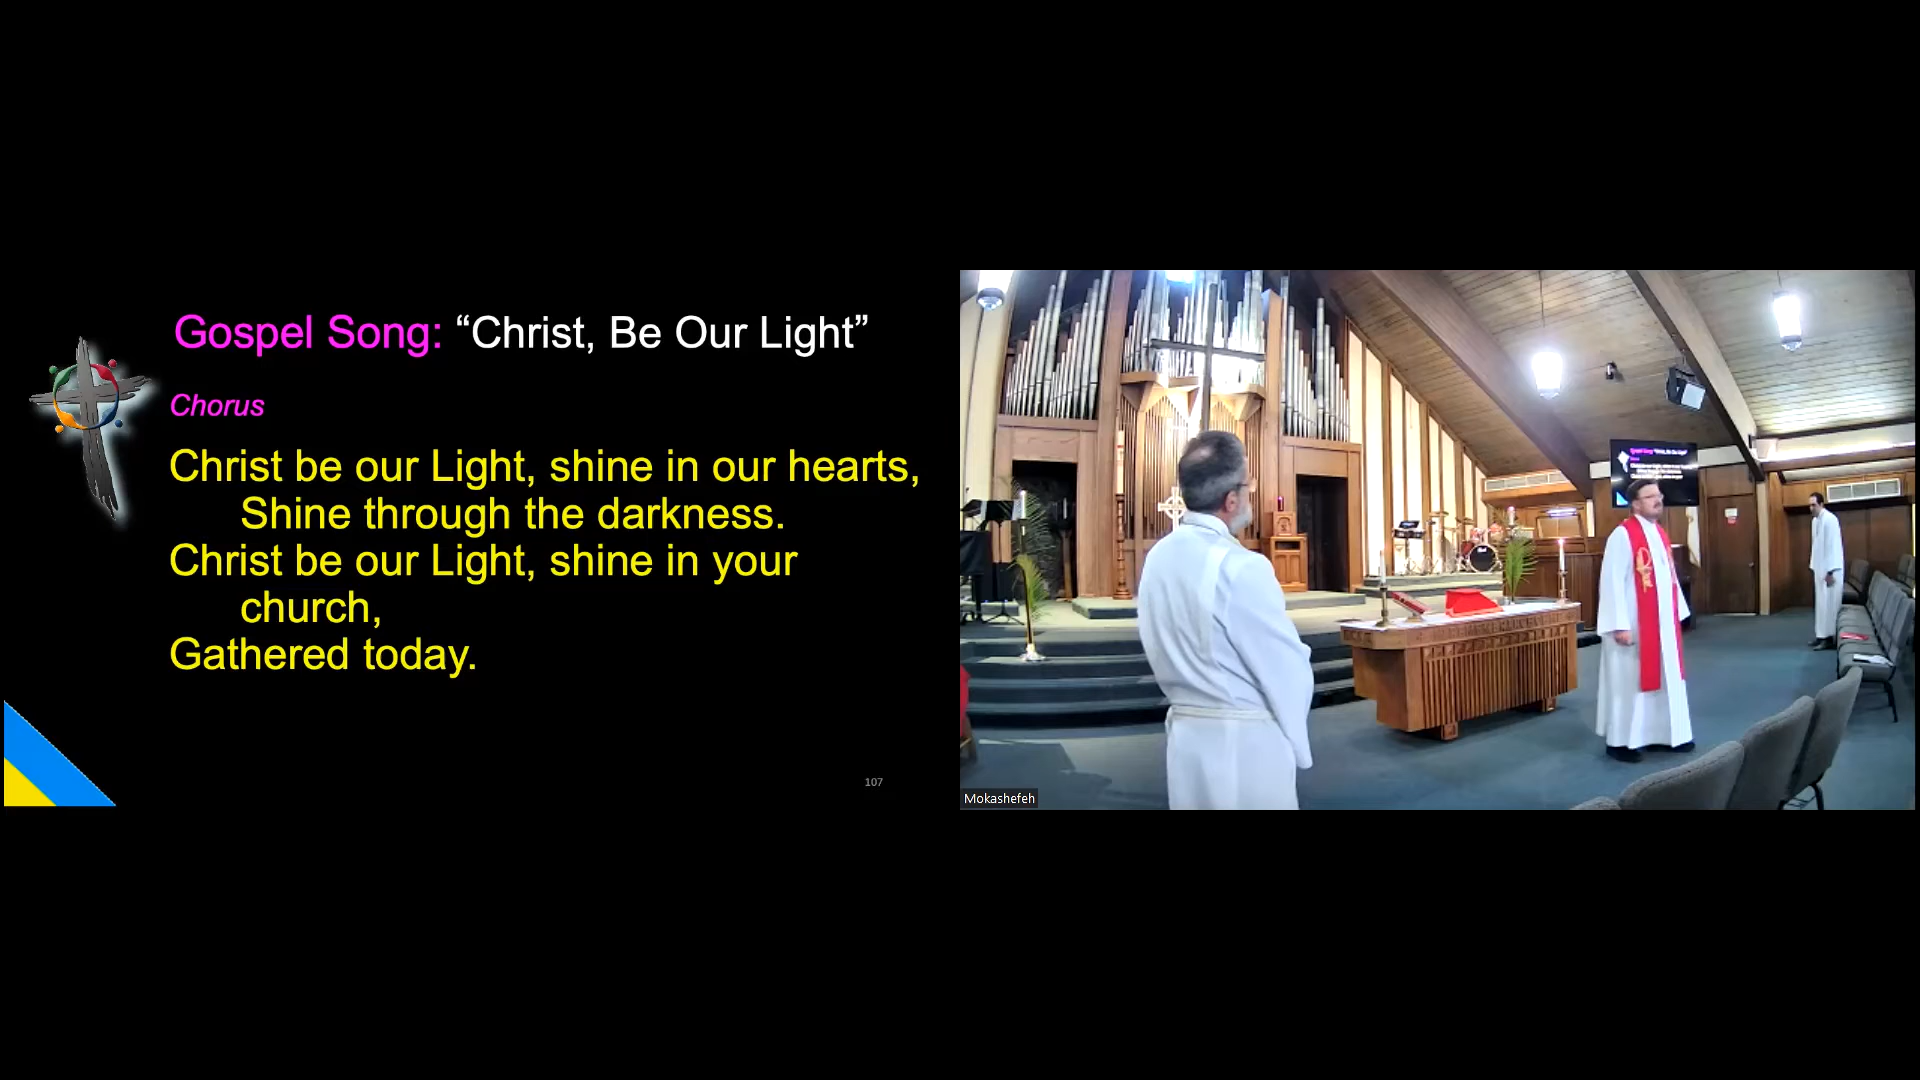 Gospel Song: “Christ, Be Our Light”
Chorus
Christ be our Light, shine in our hearts,
Shine through the darkness.
Christ be our Light, shine in your
church,
Gathered today.
107
Mokashefeh